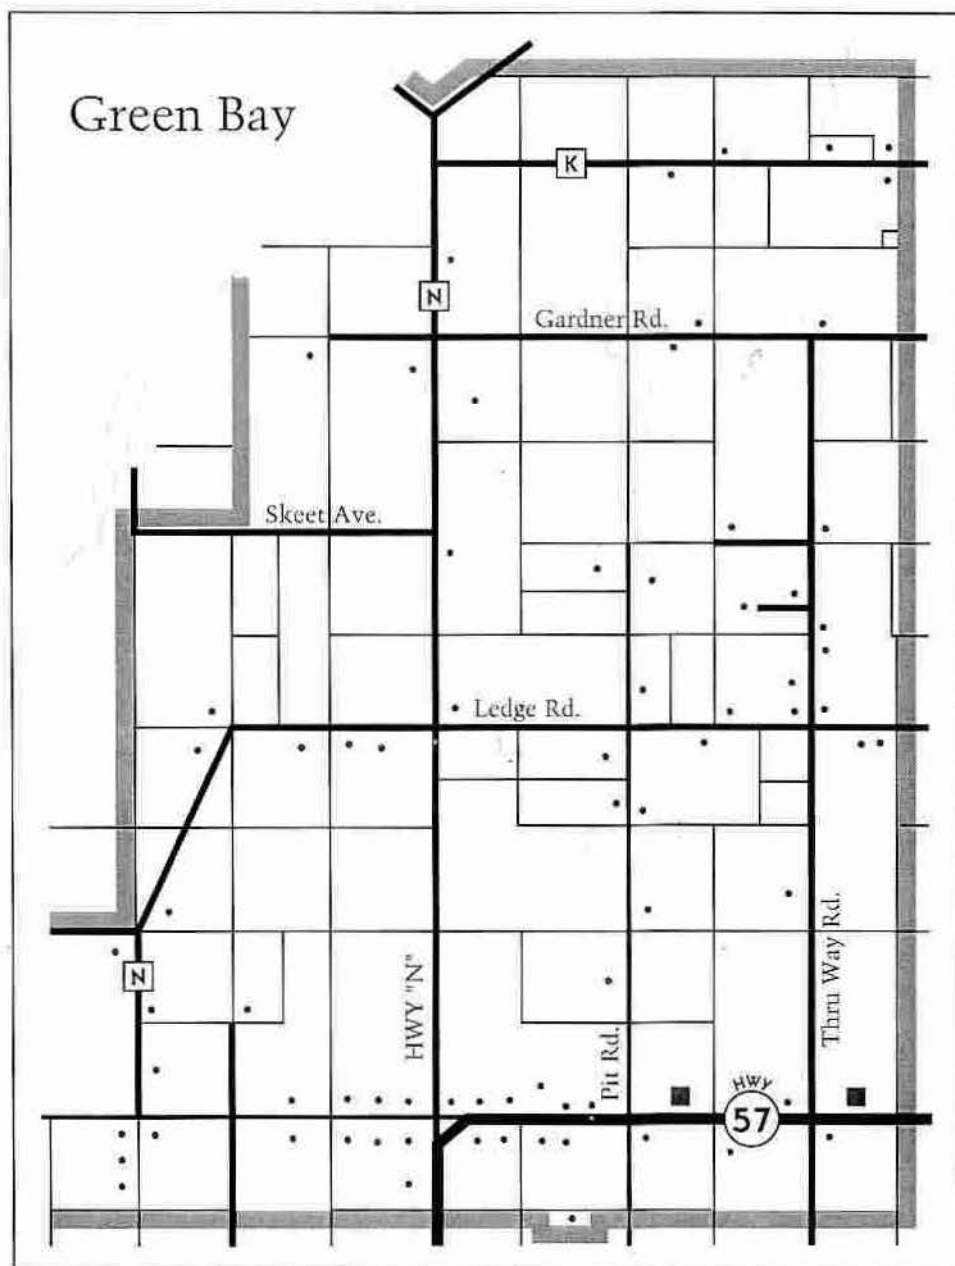 Green Bay
K
N
Gardner Rd.
Skeet Ave.
Ledge Rd.
N
HWY "N"
Pit Rd.
Thru Way Rd.
HWY
57